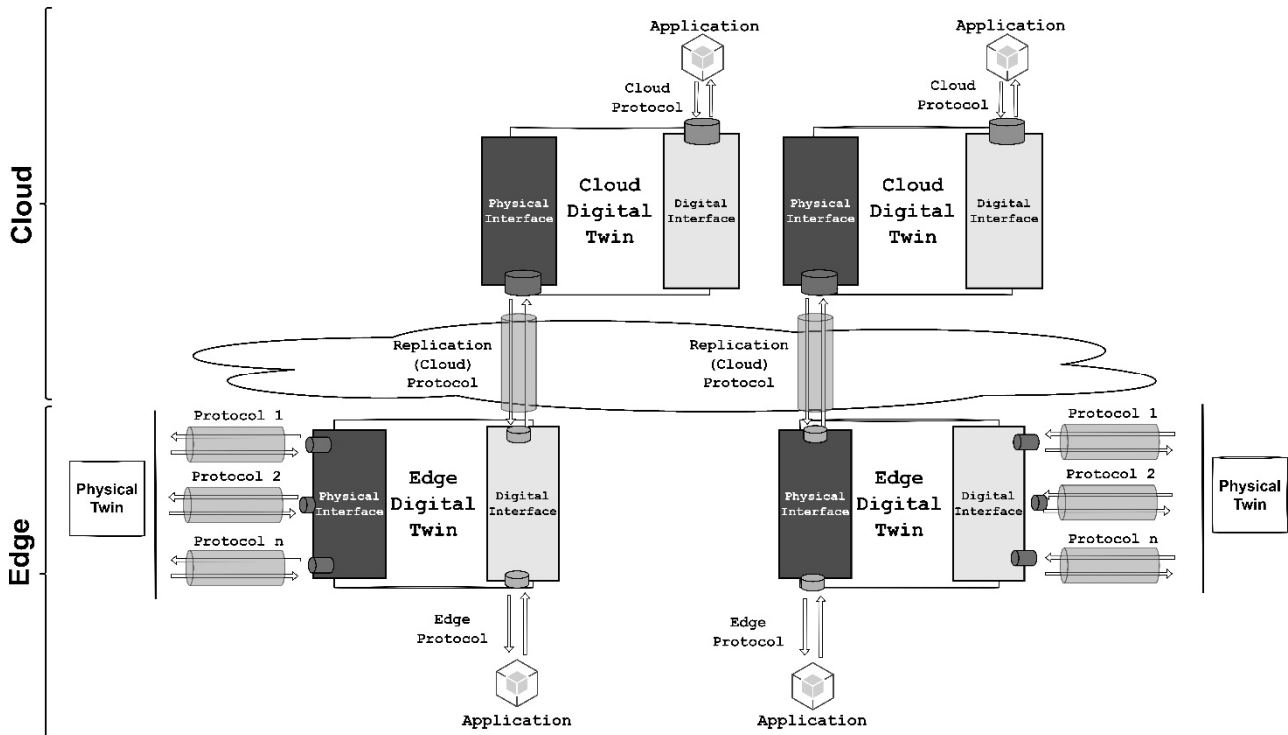 Application
Application
Cloud
Protocol
Cloud
Protocol
Physical
Interface
Cloud
Digital
Twin
Digital
Interface
Physical
Interface
Cloud
Digital
Twin
Digital
Interface
Cloud
Replication
(Cloud)
Protocol
Replication
(Cloud)
Protocol
Edge
Physical
Twin
Protocol 1
Protocol 2
Protocol n
Physical
Interface
Edge
Digital
Twin
Digital
Interface
Physical
Interface
Edge
Digital
Twin
Digital
Interface
Protocol 1
Protocol 2
Protocol n
Physical
Twin
Edge
Protocol
Edge
Protocol
Application
Application